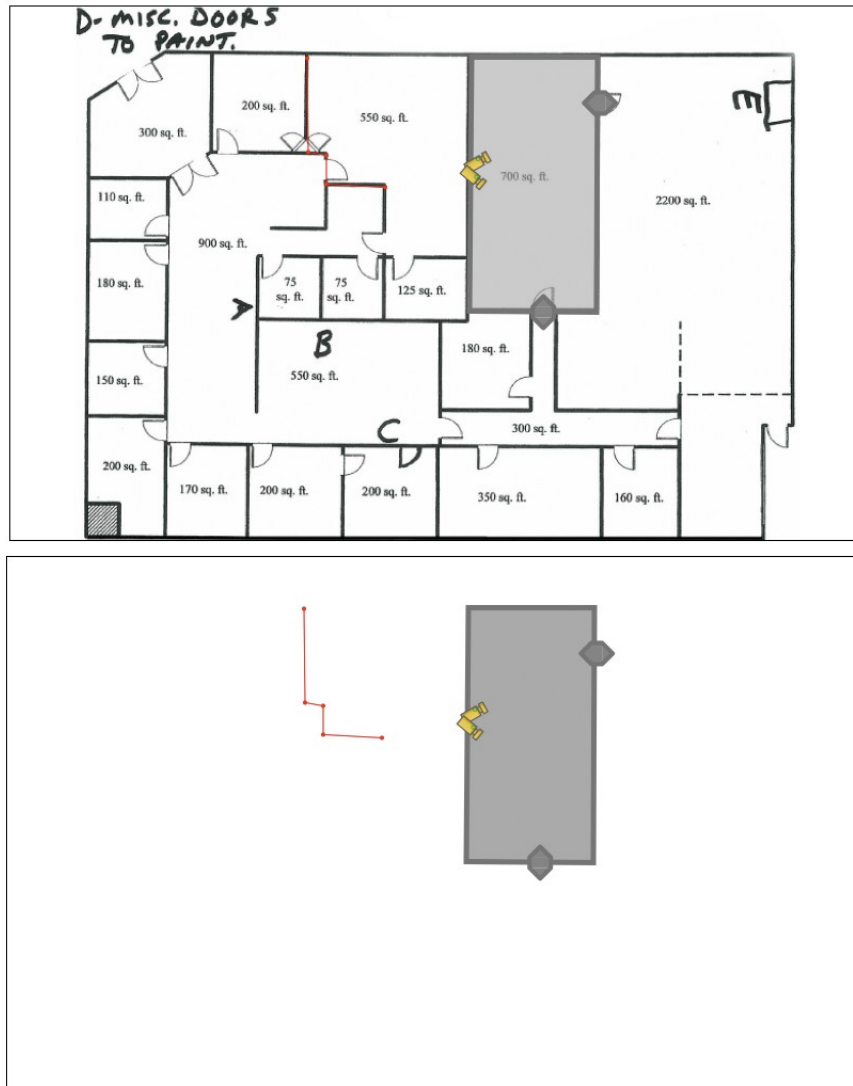 D- MISC. DOORS
TO PAINT.
200 sq. ft.
550 sq. ft.
300 sq. ft.
E
700 sq. ft.
110 sq. ft.
2200 sq. ft.
900 sq. ft.
180 sq. ft.
75
sq. ft.
75
sq. ft.
125 sq. ft.
A
B
180 sq. ft.
550 sq. ft.
150 sq. ft.
C
300 sq. ft.
200 sq. ft.
170 sq. ft.
200 sq. ft.
200 sq. ft.
350 sq. ft.
160 sq. ft.